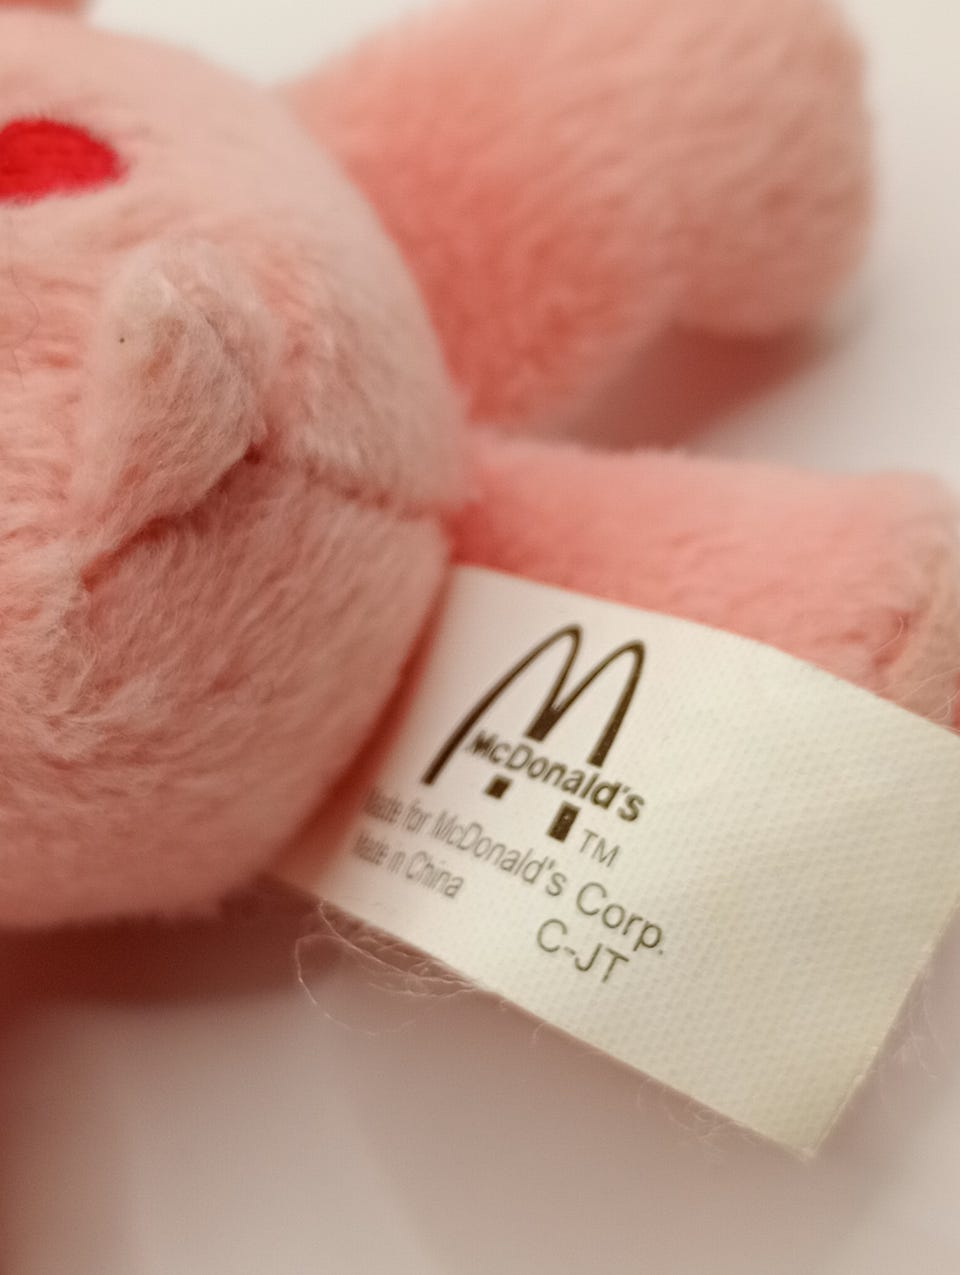 McDonald's
TM
Made for McDonald's Corp.
Made in China
C-JT